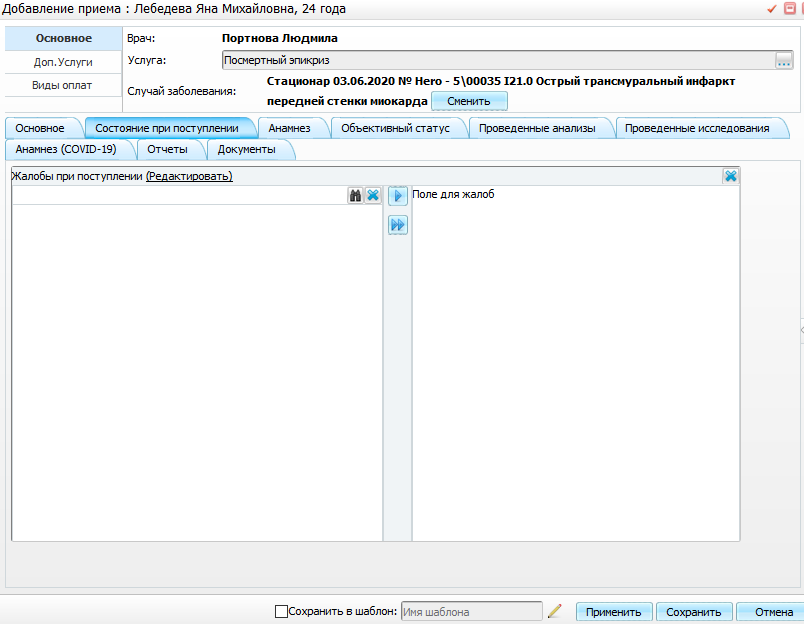 Добавление приема : Лебедева Яна Михайловна, 24 года
Основное
Доп.Услуги
Виды оплат
Врач: Портнова Людмила
Услуга: Посмертный эпикриз ...
Случай заболевания: Стационар 03.06.2020 № Hero - 5\00035 I21.0 Острый трансмуральный инфаркт
передней стенки миокарда Сменить
Основное Состояние при поступлении Анамнез Объективный статус Проведенные анализы Проведенные исследования
Анамнез (COVID-19) Отчеты Документы
Жалобы при поступлении (Редактировать)
Поле для жалоб
Сохранить в шаблон: Имя шаблона Применить Сохранить Отмена